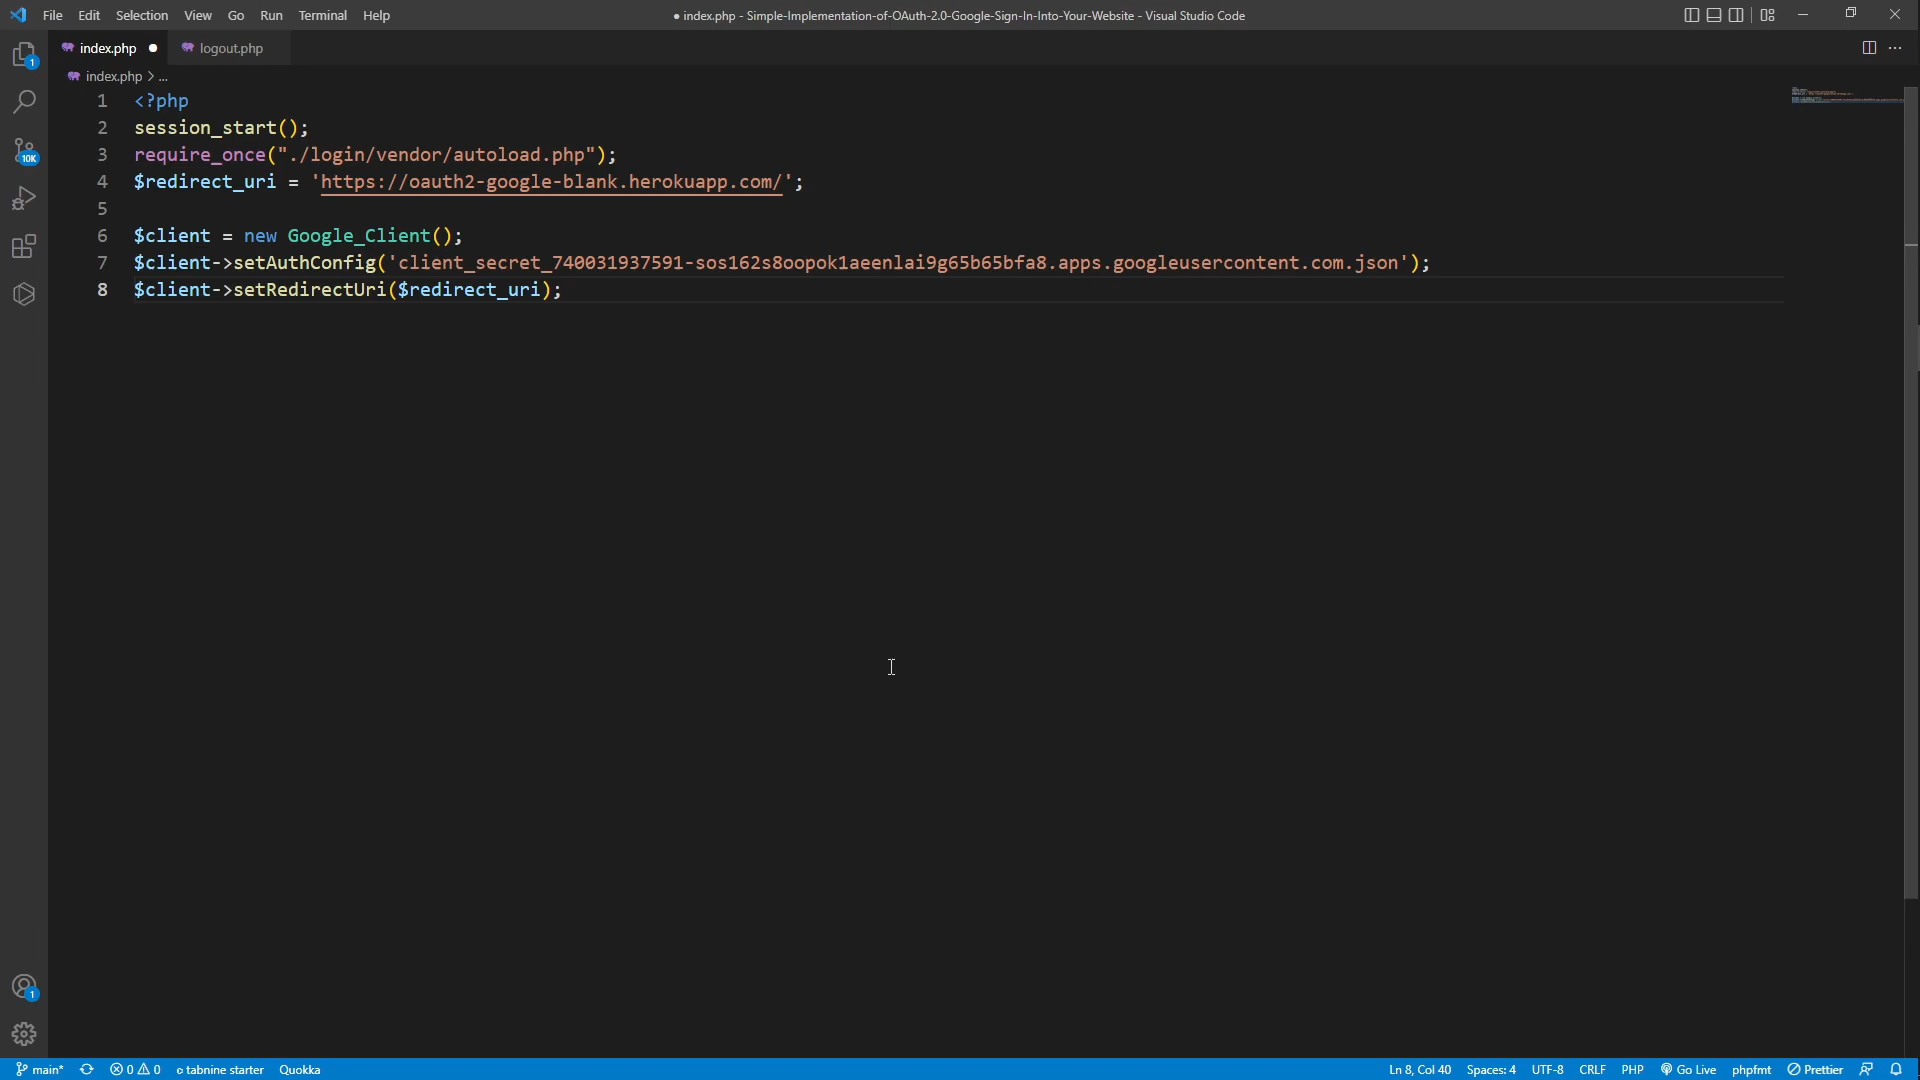 File Edit Selection View Go Run Terminal Help
● index.php - Simple-Implementation-of-OAuth-2.0-Google-Sign-In-Into-Your-Website - Visual Studio Code
index.php ● logout.php
index.php > ...
1 <?php
2 session_start();
3 require_once("./login/vendor/autoload.php");
4 $redirect_uri = 'https://oauth2-google-blank.herokuapp.com/';
5
6 $client = new Google_Client();
7 $client->setAuthConfig('client_secret_740031937591-sos162s8oopok1aeenlai9g65b65bfa8.apps.googleusercontent.com.json');
8 $client->setRedirectUri($redirect_uri);
1
10K
1
main* 0 0 tabnine starter Quokka Ln 8, Col 40 Spaces: 4 UTF-8 CRLF PHP Go Live phpfmt Prettier